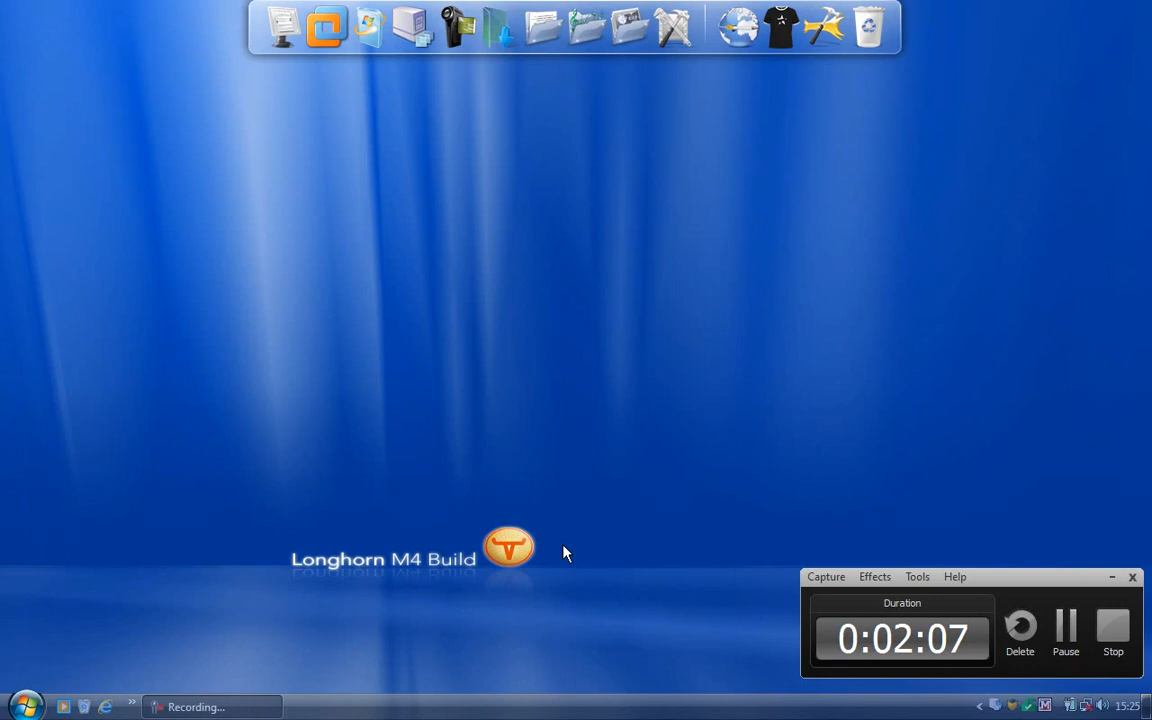 Longhorn M4 Build
Capture Effects Tools Help
Duration
0:02:07
Delete Pause Stop
Recording...
15:25